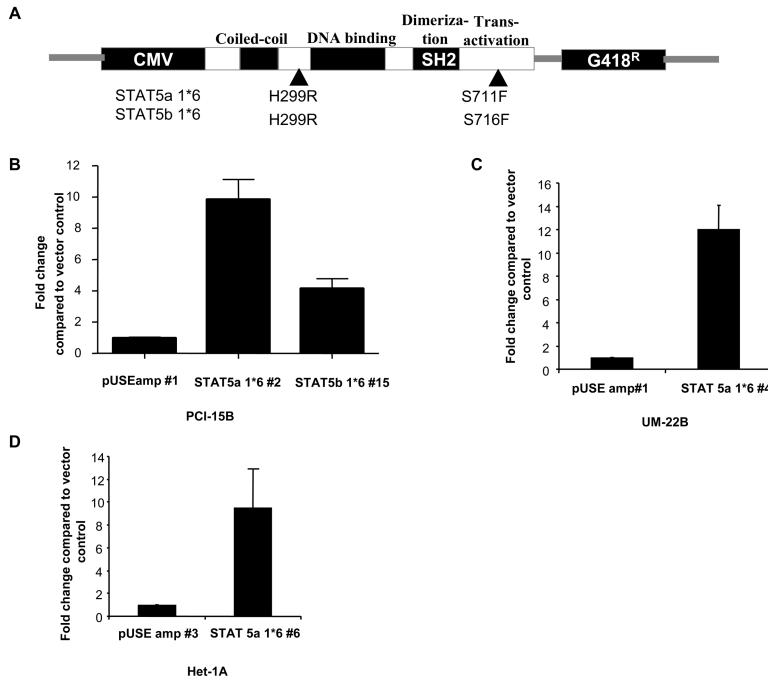 A
Coiled-coil
DNA binding
Dimeriza-
tion
Trans-
activation
CMV
SH2
G418R
STAT5a 1*6
H299R
S711F
STAT5b 1*6
H299R
S716F
B
Fold change
compared to vector control
12
10
8
6
4
2
0
pUSEamp #1
STAT5a 1*6 #2
STAT5b 1*6 #15
PCI-15B
C
Fold change compared to vector
control
16
14
12
10
8
6
4
2
0
pUSE amp#1
STAT 5a 1*6 #4
UM-22B
D
Fold change compared to vector
control
14
12
10
8
6
4
2
0
pUSE amp #3
STAT 5a 1*6 #6
Het-1A